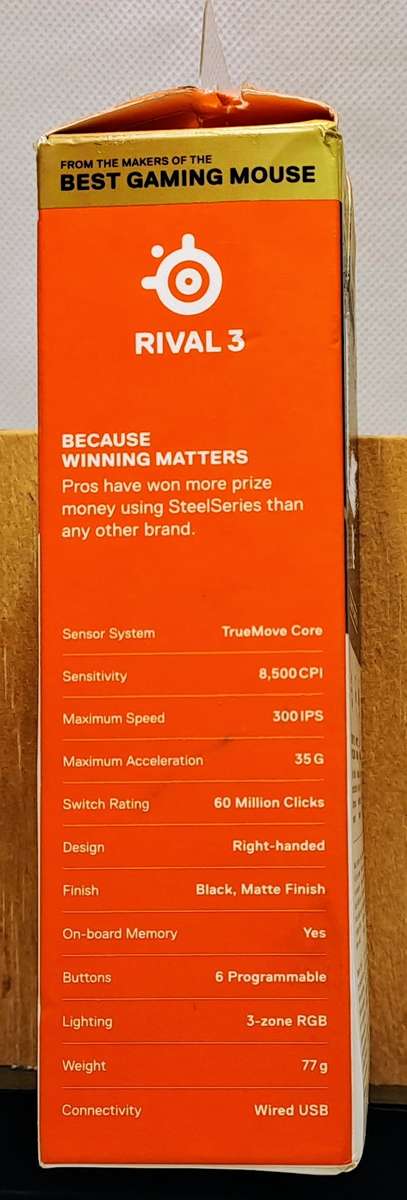 FROM THE MAKERS OF THE
BEST GAMING MOUSE
RIVAL 3
BECAUSE
WINNING MATTERS
Pros have won more prize
money using SteelSeries than
any other brand.
Sensor System TrueMove Core
Sensitivity 8,500 CPI
Maximum Speed 300 IPS
Maximum Acceleration 35 G
Switch Rating 60 Million Clicks
Design Right-handed
Finish Black, Matte Finish
On-board Memory Yes
Buttons 6 Programmable
Lighting 3-zone RGB
Weight 77 g
Connectivity Wired USB